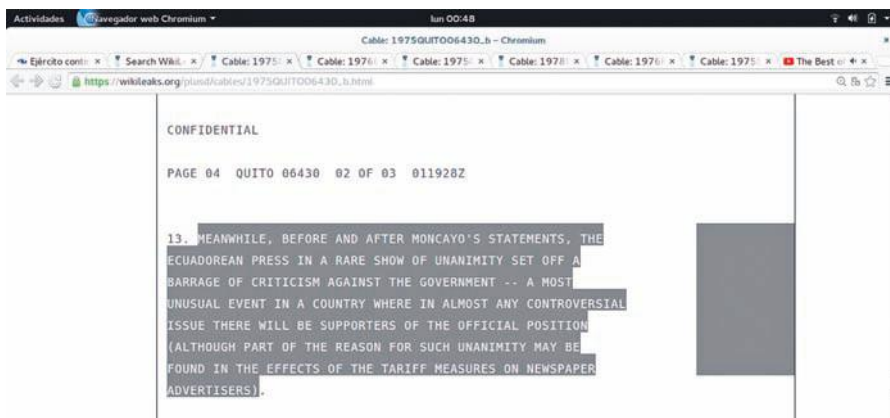 Actividades Navegador web Chromium lun 00:48
Cable: 1975QUITO06430_b - Chromium
Ejército cont Search WikiL Cable: 1975 Cable: 1976 Cable: 1975 Cable: 1978 Cable: 1976 Cable: 1975 The Best of
https://wikileaks.org/plusd/cables/1975QUITO06430_b.html
CONFIDENTIAL
PAGE 04 QUITO 06430 02 OF 03 011928Z
13. MEANWHILE, BEFORE AND AFTER MONCAYO'S STATEMENTS, THE
ECUADOREAN PRESS IN A RARE SHOW OF UNANIMITY SET OFF A
BARRAGE OF CRITICISM AGAINST THE GOVERNMENT -- A MOST
UNUSUAL EVENT IN A COUNTRY WHERE IN ALMOST ANY CONTROVERSIAL
ISSUE THERE WILL BE SUPPORTERS OF THE OFFICIAL POSITION
(ALTHOUGH PART OF THE REASON FOR SUCH UNANIMITY MAY BE
FOUND IN THE EFFECTS OF THE TARIFF MEASURES ON NEWSPAPER
ADVERTISERS).